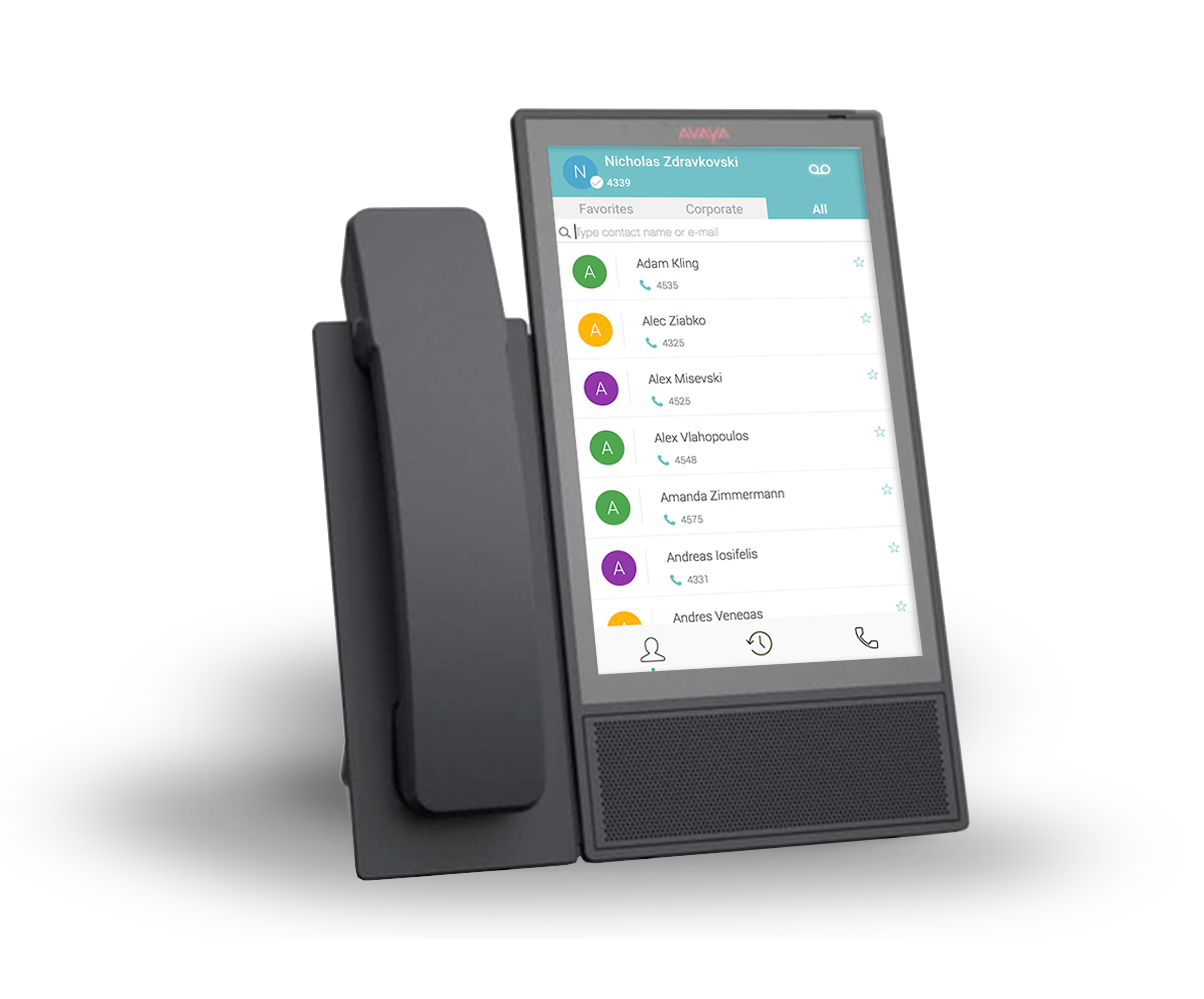 AVAYA
N
Nicholas Zdravkovski
4339
Favorites Corporate All
Type contact name or e-mail
A
Adam Kling
4535
A
Alec Ziabko
4325
A
Alex Misevski
4525
A
Alex Vlahopoulos
4548
A
Amanda Zimmermann
4575
A
Andreas Iosifelis
4331
A
Andres Venegas